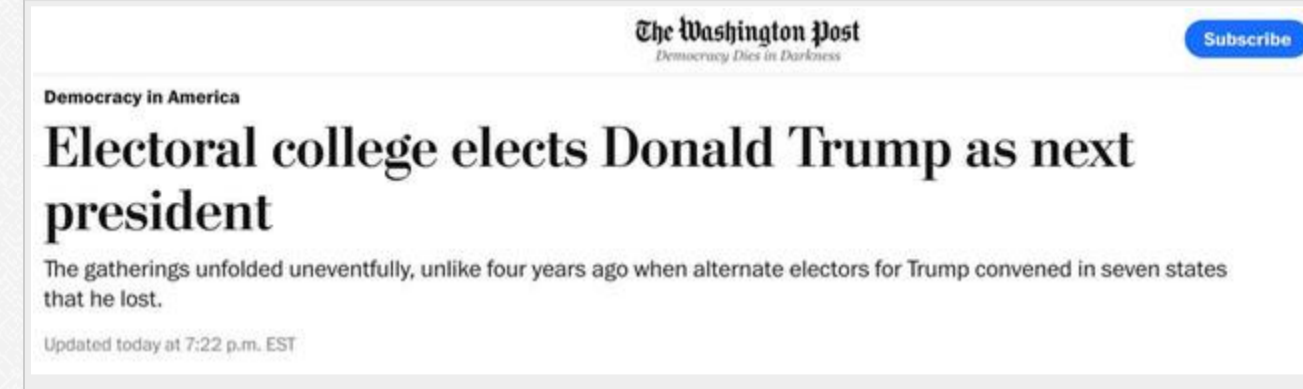 The Washington Post
Democracy Dies in Darkness
Subscribe
Democracy in America
Electoral college elects Donald Trump as next
president
The gatherings unfolded uneventfully, unlike four years ago when alternate electors for Trump convened in seven states
that he lost.
Updated today at 7:22 p.m. EST